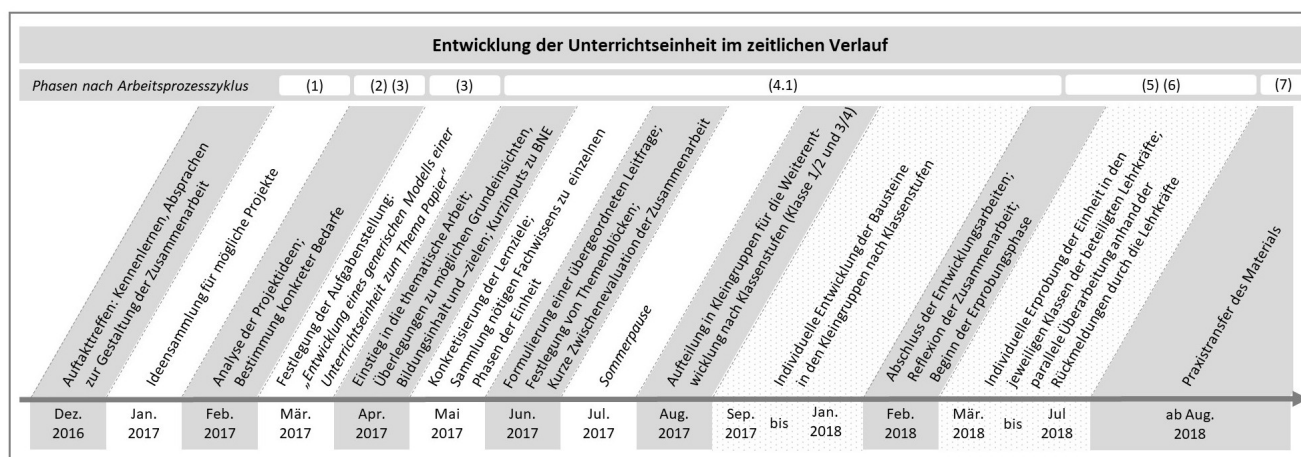 Entwicklung der Unterrichtseinheit im zeitlichen Verlauf
Phasen nach Arbeitsprozesszyklus
(1)
(2) (3)
(3)
(4.1)
(5) (6)
(7)
Auftakttreffen: Kennenlernen, Absprachen
zur Gestaltung der Zusammenarbeit
Ideensammlung für mögliche Projekte
Analyse der Projektideen;
Bestimmung konkreter Bedarfe
Festlegung der Aufgabenstellung:
„Entwicklung eines generischen Modells einer
Unterrichtseinheit zum Thema Papier“
Einstieg in die thematische Arbeit;
Überlegungen zu möglichen Grundeinsichten,
Bildungsinhalt und –zielen; Kurzinputs zu BNE
Konkretisierung der Lernziele;
Sammlung nötigen Fachwissens zu einzelnen
Phasen der Einheit
Formulierung einer übergeordneten Leitfrage;
Festlegung von Themenblöcken;
Kurze Zwischenevaluation der Zusammenarbeit
Sommerpause
Aufteilung in Kleingruppen für die Weiterent-
wicklung nach Klassenstufen (Klasse 1/2 und 3/4)
Individuelle Entwicklung der Bausteine
in den Kleingruppen nach Klassenstufen
Abschluss der Entwicklungsarbeiten;
Reflexion der Zusammenarbeit;
Beginn der Erprobungsphase
Individuelle Erprobung der Einheit in den
jeweiligen Klassen der beteiligten Lehrkräfte;
parallele Überarbeitung anhand der
Rückmeldungen durch die Lehrkräfte
Praxistransfer des Materials
Dez.
2016
Jan.
2017
Feb.
2017
Mär.
2017
Apr.
2017
Mai
2017
Jun.
2017
Jul.
2017
Aug.
2017
Sep.
2017
bis
Jan.
2018
Feb.
2018
Mär.
2018
bis
Jul
2018
ab Aug.
2018